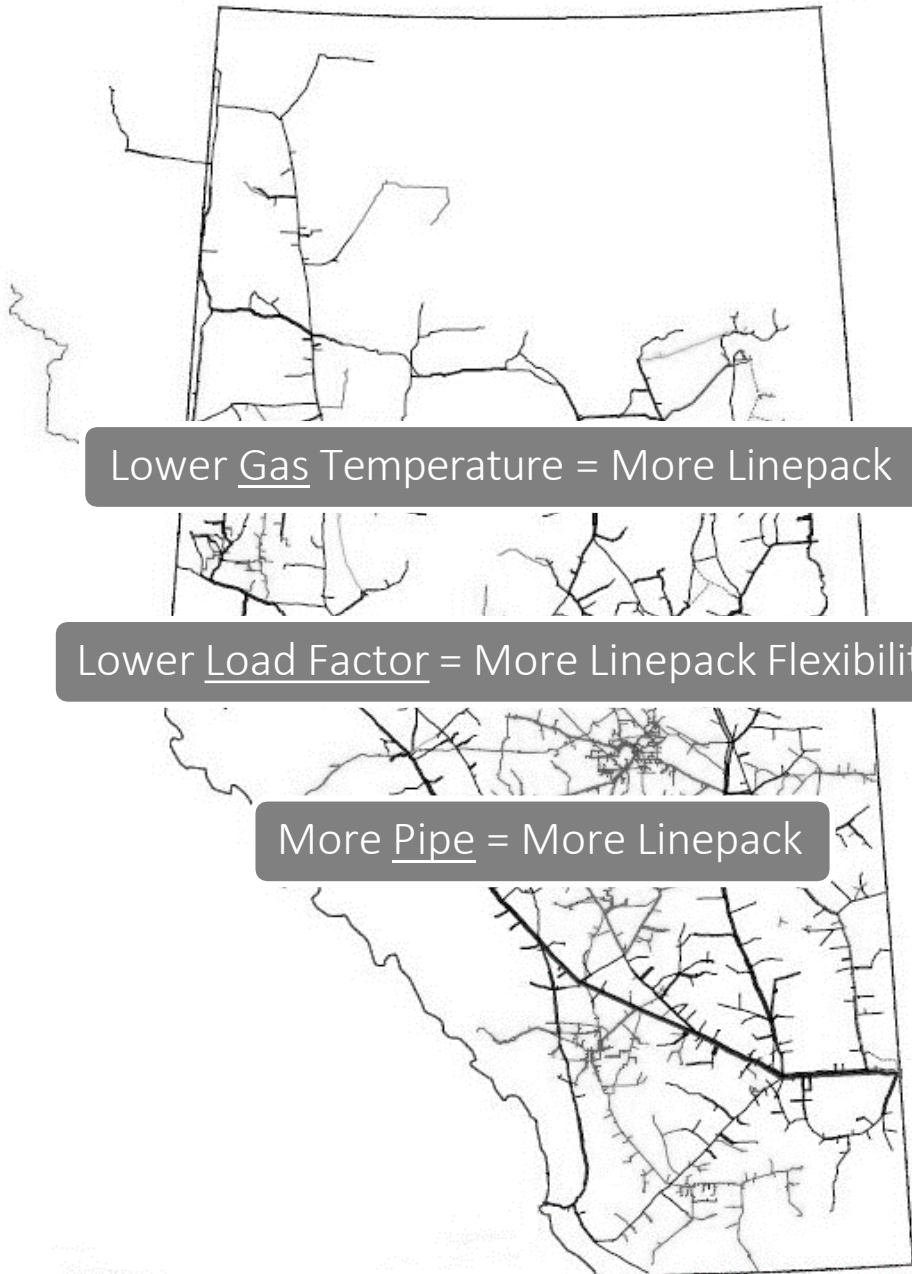 Lower Gas Temperature = More Linepack
Lower Load Factor = More Linepack Flexibilit
More Pipe = More Linepack